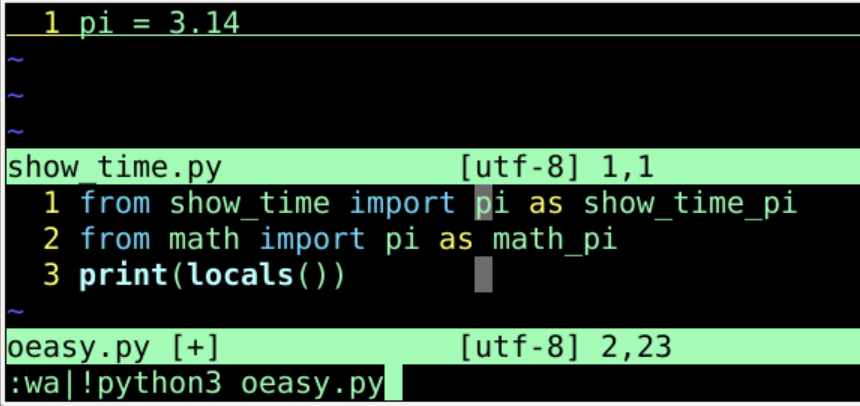 1 pi = 3.14
~
~
~
show_time.py [utf-8] 1,1
1 from show_time import pi as show_time_pi
2 from math import pi as math_pi
3 print(locals())
~
oeasy.py [+] [utf-8] 2,23
:wa|!python3 oeasy.py